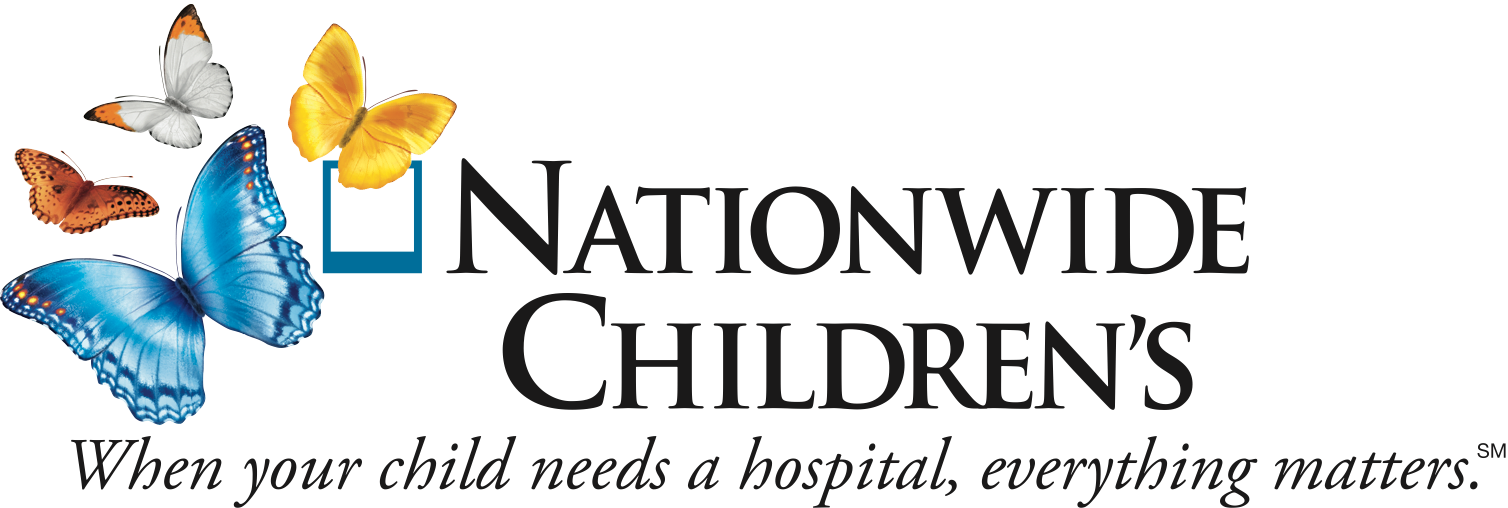 NATIONWIDE
CHILDREN'S
When your child needs a hospital, everything matters.℠